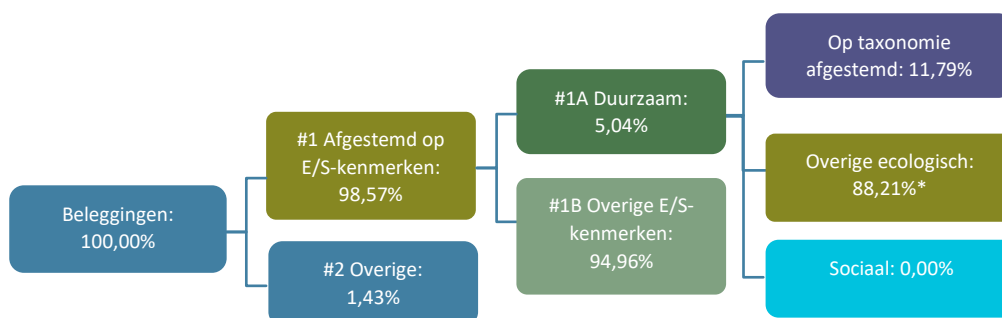 Beleggingen:
100,00%
#1 Afgestemd op
E/S-kenmerken:
98,57%
#2 Overige:
1,43%
#1A Duurzaam:
5,04%
#1B Overige E/S-
kenmerken:
94,96%
Op taxonomie
afgestemd: 11,79%
Overige ecologisch:
88,21%*
Sociaal: 0,00%